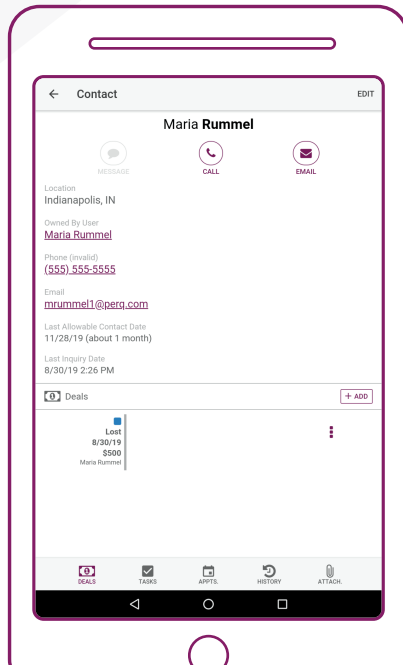 Contact
EDIT
Maria Rummel
MESSAGE
CALL
EMAIL
Location
Indianapolis, IN
Owned By User
Maria Rummel
Phone (invalid)
(555) 555-5555
Email
mrummel1@perq.com
Last Allowable Contact Date
11/28/19 (about 1 month)
Last Inquiry Date
8/30/19 2:26 PM
Deals
+ ADD
Lost
8/30/19
$500
Maria Rummel
DEALS
TASKS
APPTS.
HISTORY
ATTACH.